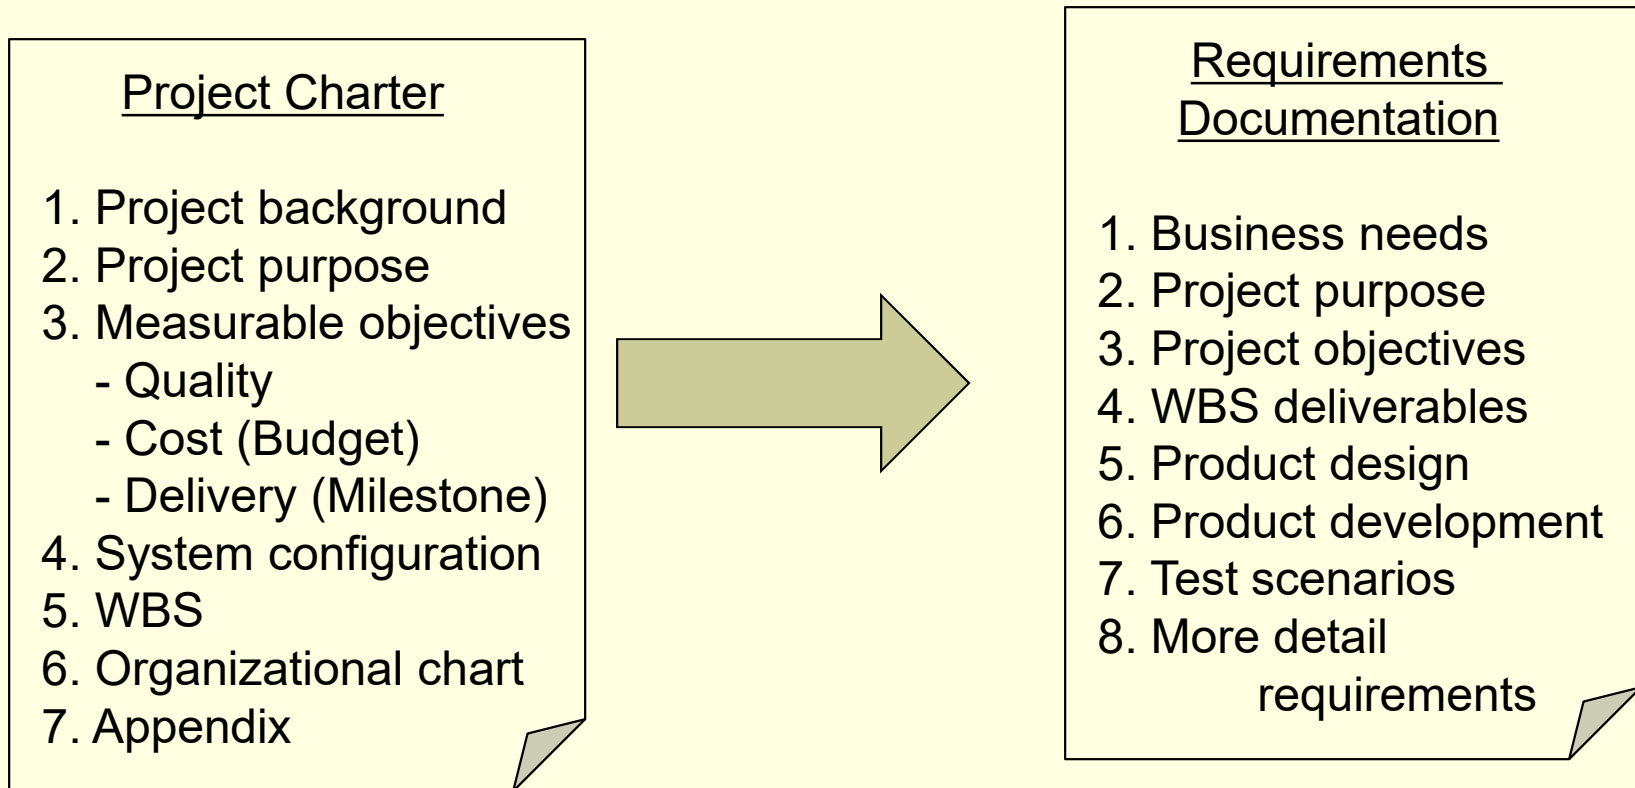 Project Charter
1. Project background
2. Project purpose
3. Measurable objectives
- Quality
- Cost (Budget)
- Delivery (Milestone)
4. System configuration
5. WBS
6. Organizational chart
7. Appendix
Requirements
Documentation
1. Business needs
2. Project purpose
3. Project objectives
4. WBS deliverables
5. Product design
6. Product development
7. Test scenarios
8. More detail
requirements